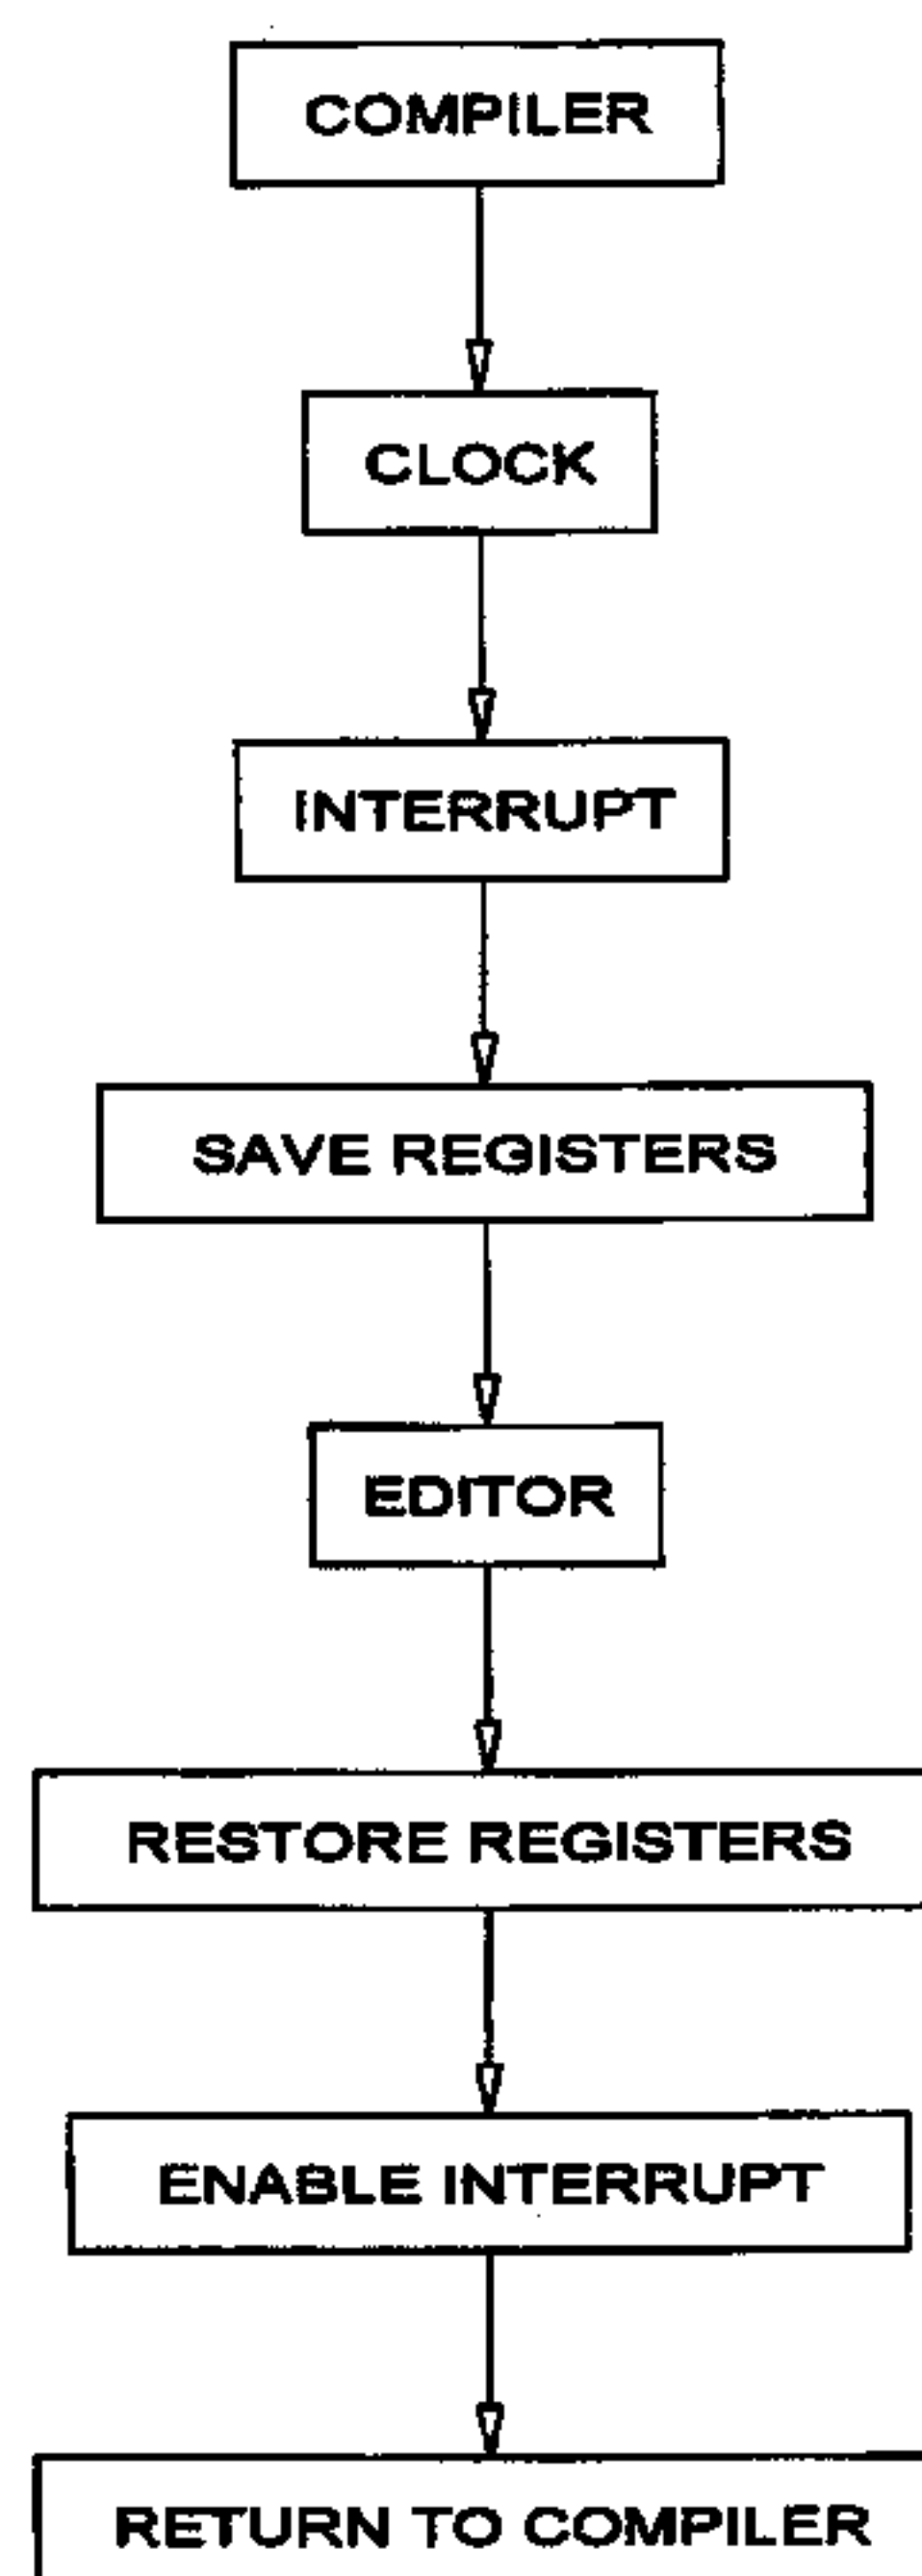 COMPILER
CLOCK
INTERRUPT
SAVE REGISTERS
EDITOR
RESTORE REGISTERS
ENABLE INTERRUPT
RETURN TO COMPILER